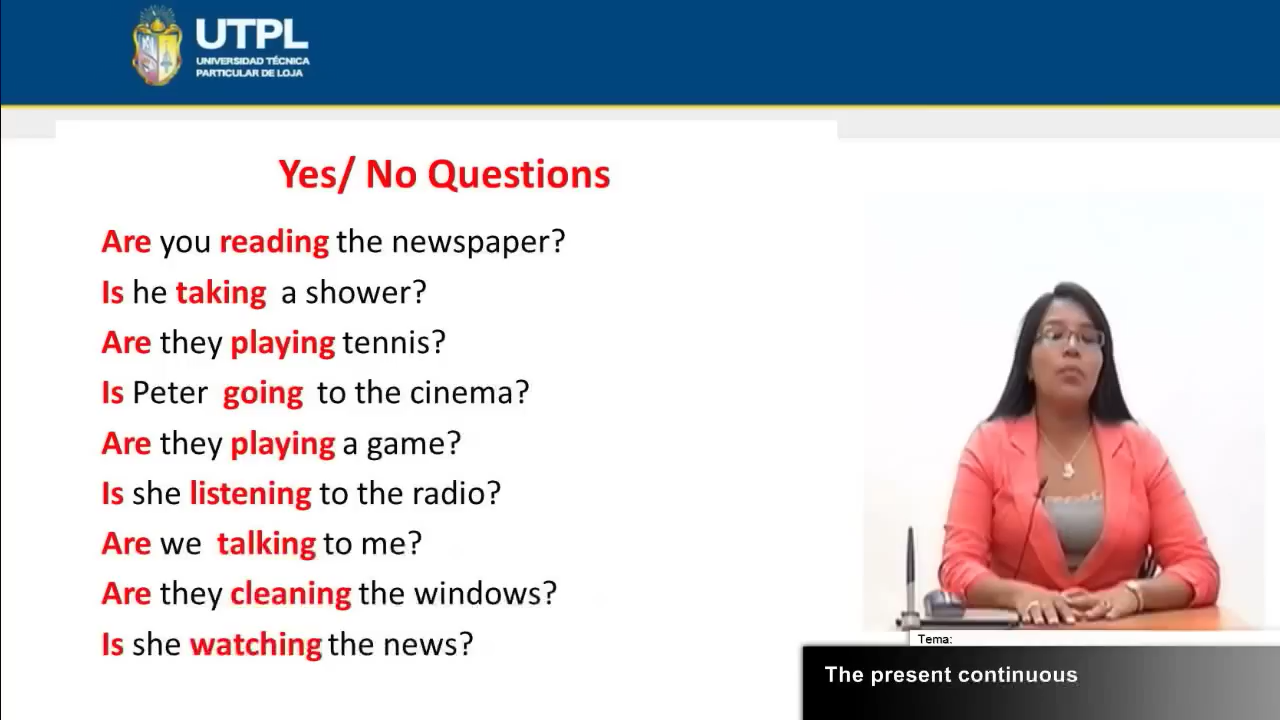 UTPL
UNIVERSIDAD TÉCNICA
PARTICULAR DE LOJA
Yes/ No Questions
Are you reading the newspaper?
Is he taking a shower?
Are they playing tennis?
Is Peter going to the cinema?
Are they playing a game?
Is she listening to the radio?
Are we talking to me?
Are they cleaning the windows?
Is she watching the news?
Tema:
The present continuous